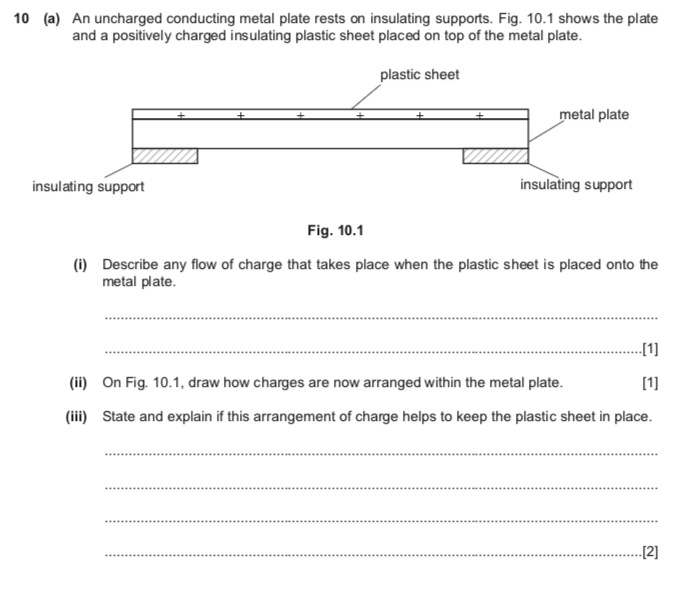 10 (a) An uncharged conducting metal plate rests on insulating supports. Fig. 10.1 shows the plate
and a positively charged insulating plastic sheet placed on top of the metal plate.
plastic sheet
+ + + + + +
metal plate
insulating support
insulating support
Fig. 10.1
(i) Describe any flow of charge that takes place when the plastic sheet is placed onto the
metal plate.
..........................................................................................................................................
.....................................................................................................................................[1]
(ii) On Fig. 10.1, draw how charges are now arranged within the metal plate. [1]
(iii) State and explain if this arrangement of charge helps to keep the plastic sheet in place.
..........................................................................................................................................
..........................................................................................................................................
..........................................................................................................................................
.....................................................................................................................................[2]